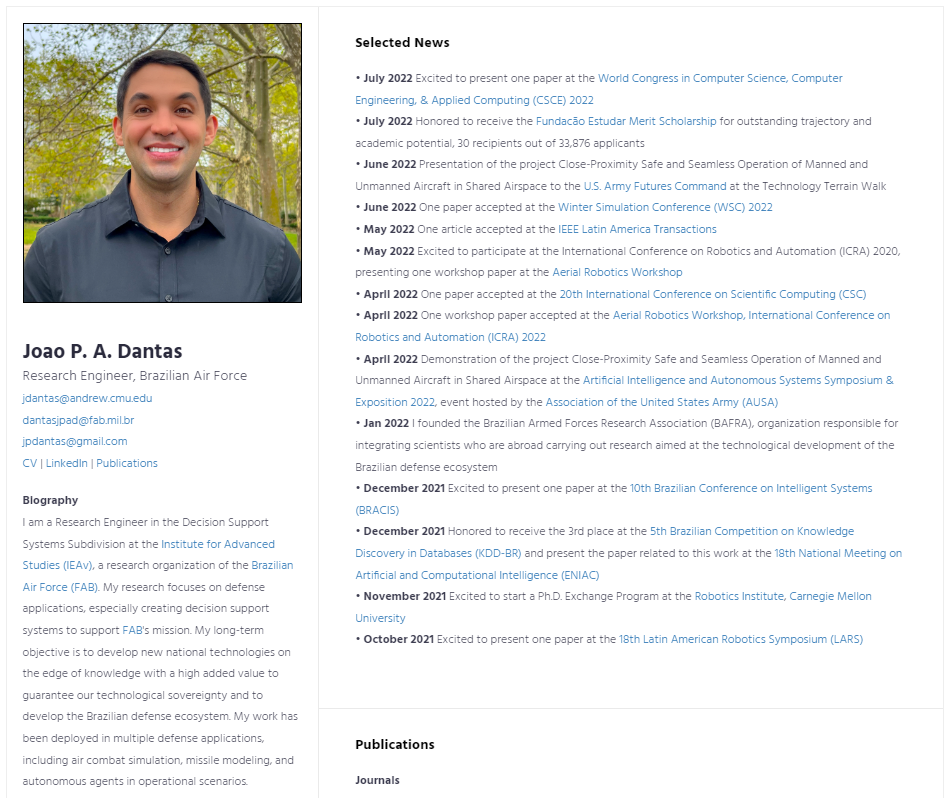 Joao P. A. Dantas
Research Engineer, Brazilian Air Force
jdantas@andrew.cmu.edu
dantasjpad@fab.mil.br
jpdantas@gmail.com
CV | LinkedIn | Publications
Biography
I am a Research Engineer in the Decision Support
Systems Subdivision at the Institute for Advanced
Studies (IEAv), a research organization of the Brazilian
Air Force (FAB). My research focuses on defense
applications, especially creating decision support
systems to support FAB's mission. My long-term
objective is to develop new national technologies on
the edge of knowledge with a high added value to
guarantee our technological sovereignty and to
develop the Brazilian defense ecosystem. My work has
been deployed in multiple defense applications,
including air combat simulation, missile modeling, and
autonomous agents in operational scenarios.
Selected News
• July 2022 Excited to present one paper at the World Congress in Computer Science, Computer
Engineering, & Applied Computing (CSCE) 2022
• July 2022 Honored to receive the Fundacão Estudar Merit Scholarship for outstanding trajectory and
academic potential, 30 recipients out of 33,876 applicants
• June 2022 Presentation of the project Close-Proximity Safe and Seamless Operation of Manned and
Unmanned Aircraft in Shared Airspace to the U.S. Army Futures Command at the Technology Terrain Walk
• June 2022 One paper accepted at the Winter Simulation Conference (WSC) 2022
• May 2022 One article accepted at the IEEE Latin America Transactions
• May 2022 Excited to participate at the International Conference on Robotics and Automation (ICRA) 2020,
presenting one workshop paper at the Aerial Robotics Workshop
• April 2022 One paper accepted at the 20th International Conference on Scientific Computing (CSC)
• April 2022 One workshop paper accepted at the Aerial Robotics Workshop, International Conference on
Robotics and Automation (ICRA) 2022
• April 2022 Demonstration of the project Close-Proximity Safe and Seamless Operation of Manned and
Unmanned Aircraft in Shared Airspace at the Artificial Intelligence and Autonomous Systems Symposium &
Exposition 2022, event hosted by the Association of the United States Army (AUSA)
• Jan 2022 I founded the Brazilian Armed Forces Research Association (BAFRA), organization responsible for
integrating scientists who are abroad carrying out research aimed at the technological development of the
Brazilian defense ecosystem
• December 2021 Excited to present one paper at the 10th Brazilian Conference on Intelligent Systems
(BRACIS)
• December 2021 Honored to receive the 3rd place at the 5th Brazilian Competition on Knowledge
Discovery in Databases (KDD-BR) and present the paper related to this work at the 18th National Meeting on
Artificial and Computational Intelligence (ENIAC)
• November 2021 Excited to start a Ph.D. Exchange Program at the Robotics Institute, Carnegie Mellon
University
• October 2021 Excited to present one paper at the 18th Latin American Robotics Symposium (LARS)
Publications
Journals